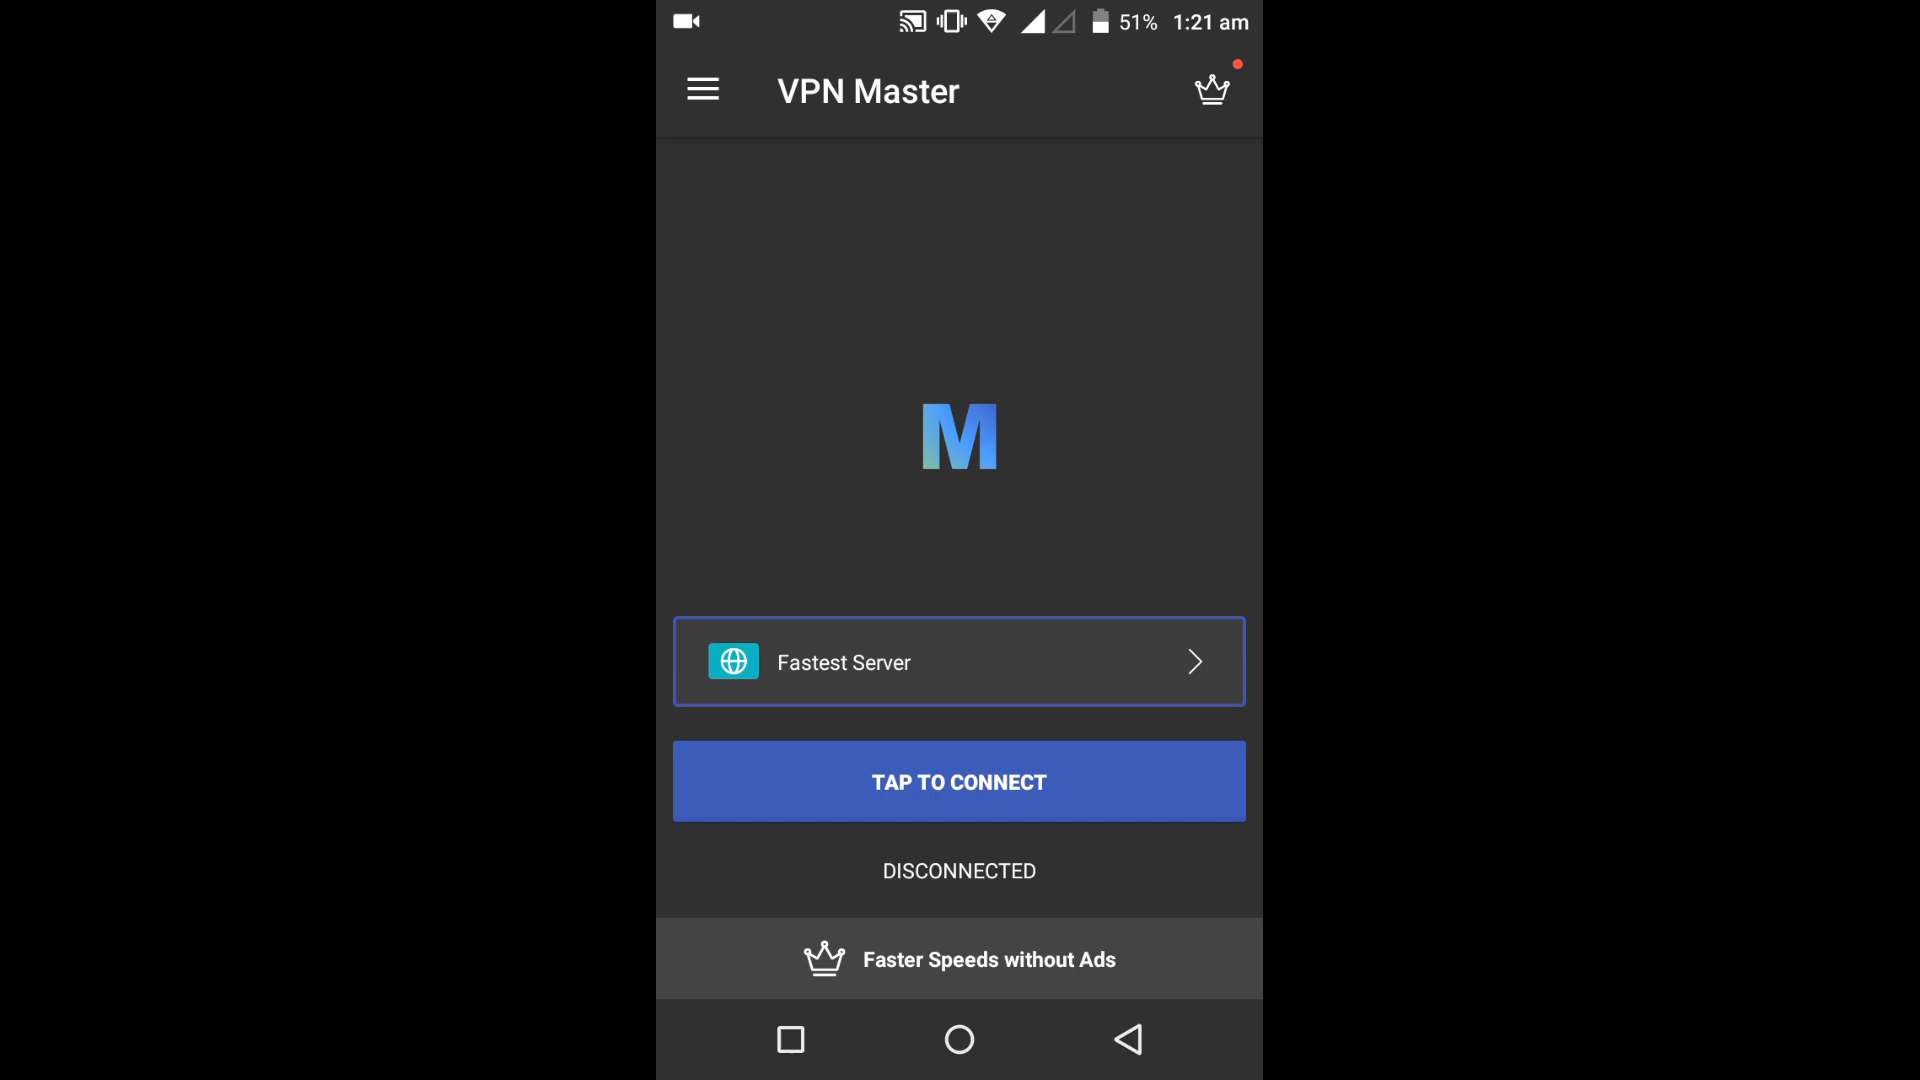 51% 1:21 am
VPN Master
M
Fastest Server
TAP TO CONNECT
DISCONNECTED
Faster Speeds without Ads